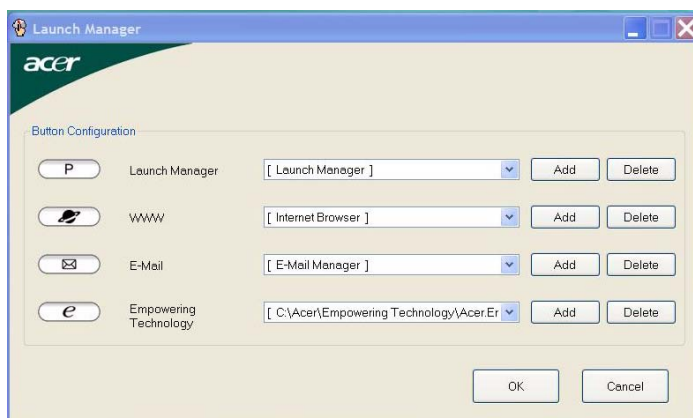 Launch Manager
acer
Button Configuration
P Launch Manager [ Launch Manager ] Add Delete
WWW [ Internet Browser ] Add Delete
E-Mail [ E-Mail Manager ] Add Delete
e Empowering Technology [ C:\Acer\Empowering Technology\Acer.Er Add Delete
OK Cancel